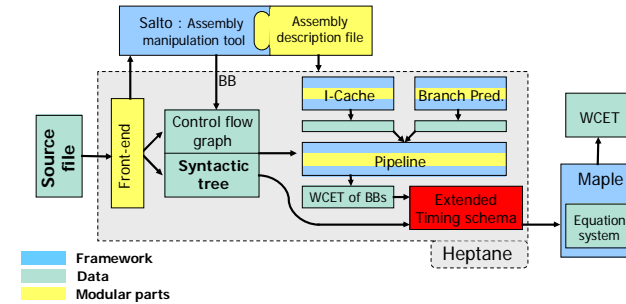 Salto : Assembly
manipulation tool
Assembly
description file
BB
I-Cache
Branch Pred.
WCET
Source
file
Front-end
Control flow
graph
Syntactic
tree
Pipeline
WCET of BBs
Extended
Timing schema
Maple
Equation
system
Heptane
Framework
Data
Modular parts